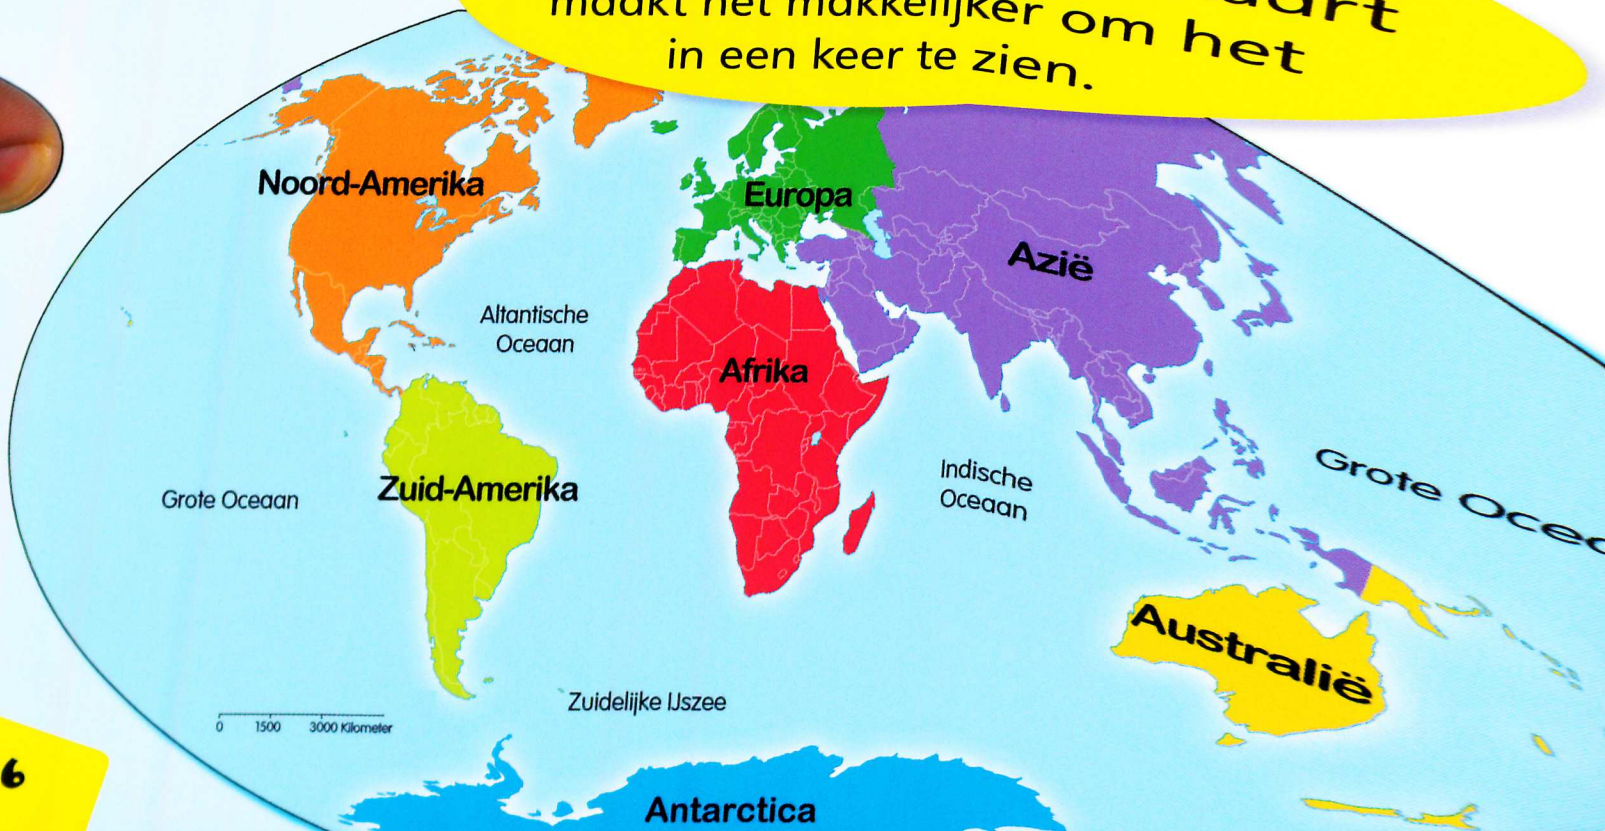 maakt het makkelijker om het
in een keer te zien.
Noord-Amerika
Europa
Azië
Altantische
Oceaan
Afrika
Grote Oceaan
Zuid-Amerika
Indische
Oceaan
Grote
Australië
Zuidelijke IJszee
0 1500 3000 Kilometer
Antarctica
6